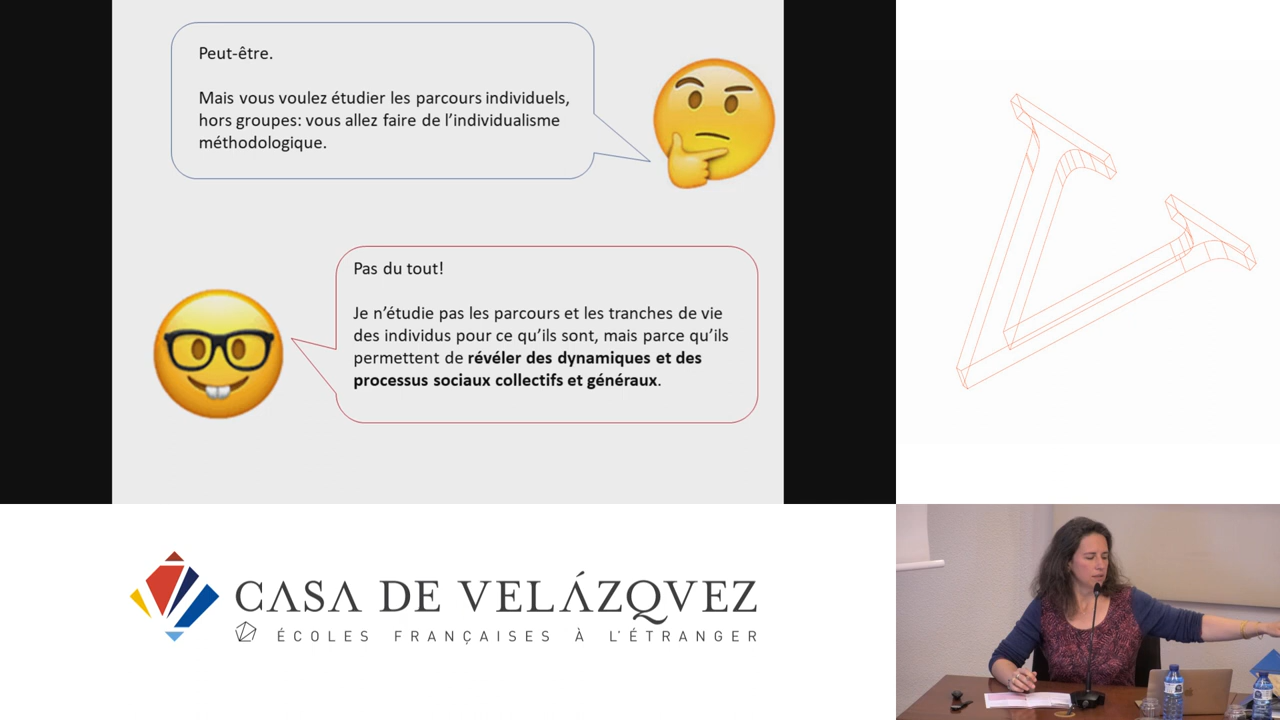 Peut-être.
Mais vous voulez étudier les parcours individuels,
hors groupes: vous allez faire de l'individualisme
méthodologique.
Pas du tout!
Je n'étudie pas les parcours et les tranches de vie
des individus pour ce qu'ils sont, mais parce qu'ils
permettent de révéler des dynamiques et des
processus sociaux collectifs et généraux.
CASA DE VELÁZQVEZ
ÉCOLES FRANÇAISES À L'ÉTRANGER